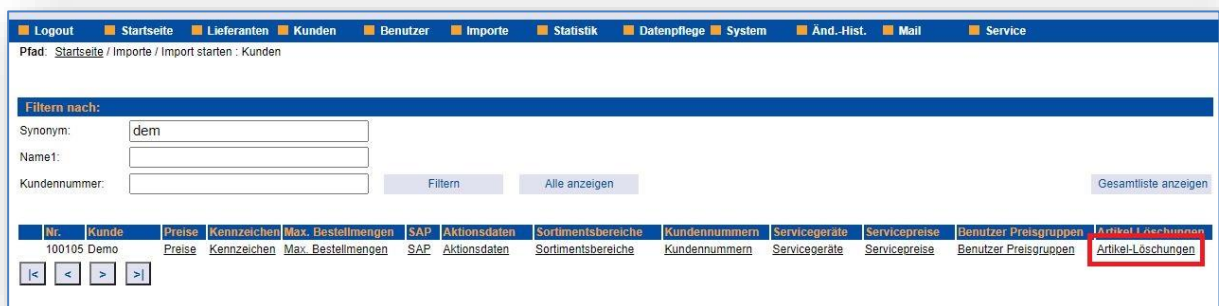 Logout Startseite Lieferanten Kunden Benutzer Importe Statistik Datenpflege System Änd.-Hist. Mail Service
Pfad: Startseite / Importe / Import starten : Kunden
Filtern nach:
Synonym: dem
Name1:
Kundennummer: Filtern Alle anzeigen Gesamtliste anzeigen
Nr. Kunde Preise Kennzeichen Max. Bestellmengen SAP Aktionsdaten Sortimentsbereiche Kundennummern Servicegeräte Servicepreise Benutzer Preisgruppen Artikel-Löschungen
100105 Demo Preise Kennzeichen Max. Bestellmengen SAP Aktionsdaten Sortimentsbereiche Kundennummern Servicegeräte Servicepreise Benutzer Preisgruppen Artikel-Löschungen
|< < > >|